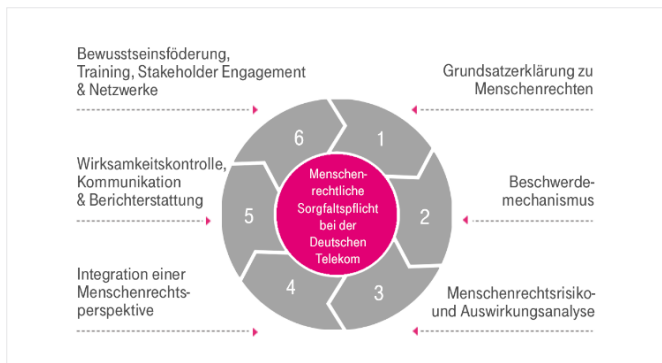 Bewusstseinsföderung,
Training, Stakeholder Engagement
& Netzwerke
Grundsatzerklärung zu
Menschenrechten
6
1
Wirksamkeitskontrolle,
Kommunikation
& Berichterstattung
5
Menschen-
rechtliche
Sorgfaltspflicht
bei der
Deutschen
Telekom
2
Beschwerde-
mechanismus
Integration einer
Menschenrechts-
perspektive
4
3
Menschenrechtsrisiko-
und Auswirkungsanalyse